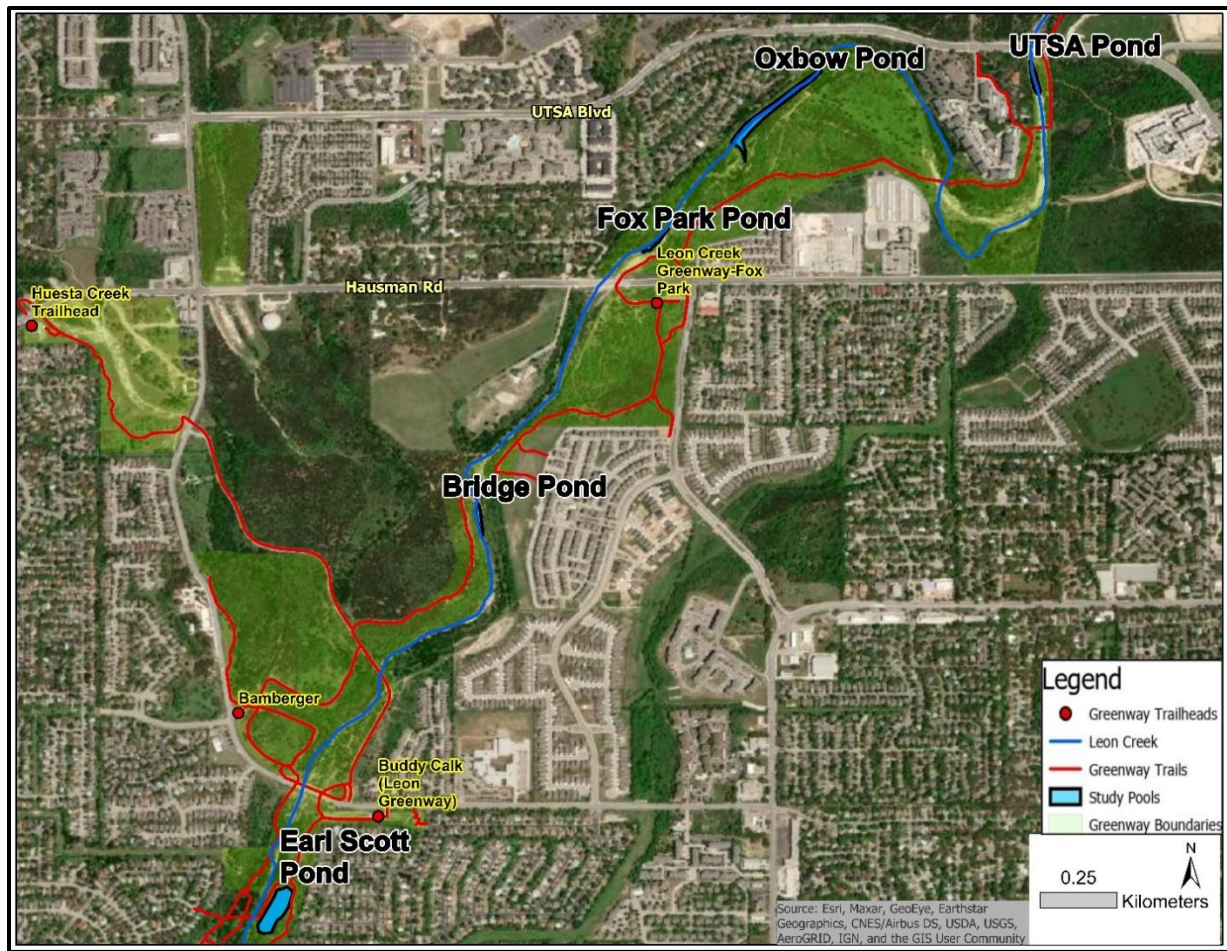 Oxbow Pond
UTSA Pond
UTSA Blvd
Fox Park Pond
Leon Creek
Greenway-Fox
Park
Hausman Rd
Huesta Creek
Trailhead
Bridge Pond
Bamberger
Buddy Calk
(Leon
Greenway)
Earl Scott
Pond
Legend
Greenway Trailheads
Leon Creek
Greenway Trails
Study Pools
Greenway Boundaries
N
0.25
Kilometers
Source: Esri, Maxar, GeoEye, Earthstar
Geographics, CNES/Airbus DS, USDA, USGS,
AeroGRID, IGN, and the GIS User Community